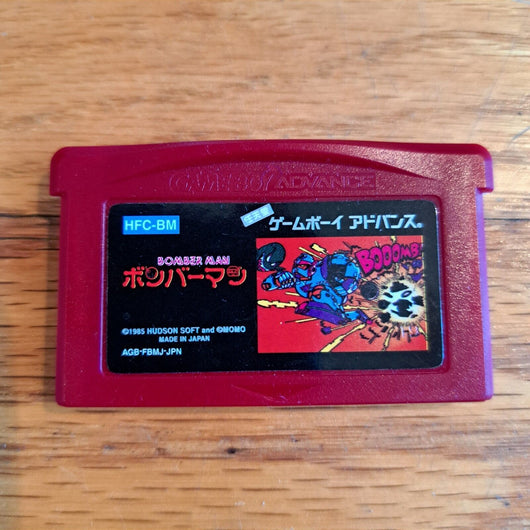 GAME BOY ADVANCE
HFC-BM
ゲームボーイ アドバンス®
BOMBER MAN
ボンバーマン
BOOOMB
©1985 HUDSON SOFT and ©MOMO
MADE IN JAPAN
AGB-FBMJ-JPN